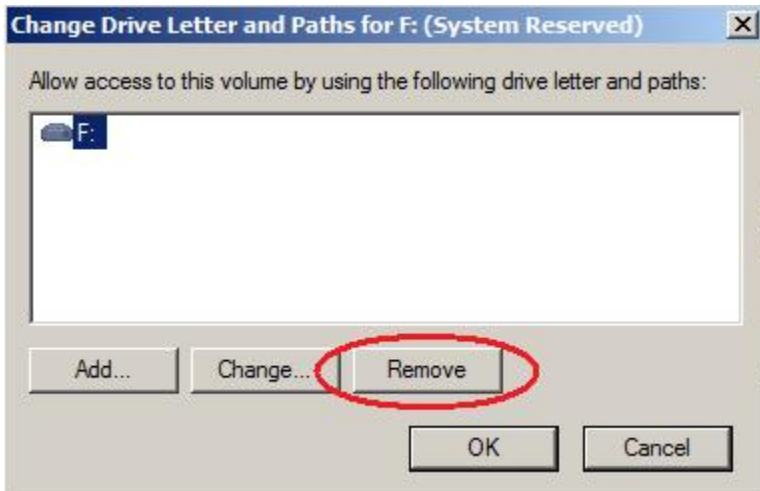 Change Drive Letter and Paths for F: (System Reserved)
Allow access to this volume by using the following drive letter and paths:
F:
Add... Change... Remove
OK Cancel